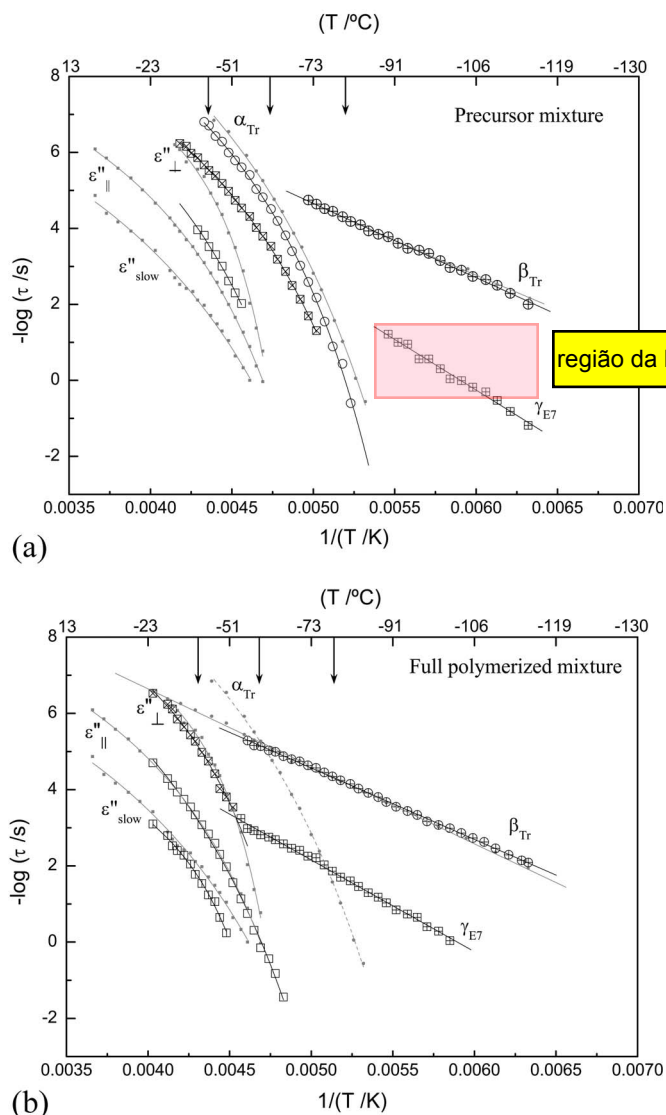 (T /ºC)
13 -23 -51 -73 -91 -106 -119 -130
8
6
4
2
0
-2
-log (τ /s)
α Tr
Precursor mixture
ε"⊥
ε"||
ε"slow
β Tr
região da
γ E7
0.0035 0.0040 0.0045 0.0050 0.0055 0.0060 0.0065 0.0070
1/(T /K)
(a)
(T /ºC)
13 -23 -51 -73 -91 -106 -119 -130
8
6
4
2
0
-2
-log (τ /s)
α Tr
Full polymerized mixture
ε"⊥
ε"||
ε"slow
β Tr
γ E7
0.0035 0.0040 0.0045 0.0050 0.0055 0.0060 0.0065 0.0070
1/(T /K)
(b)